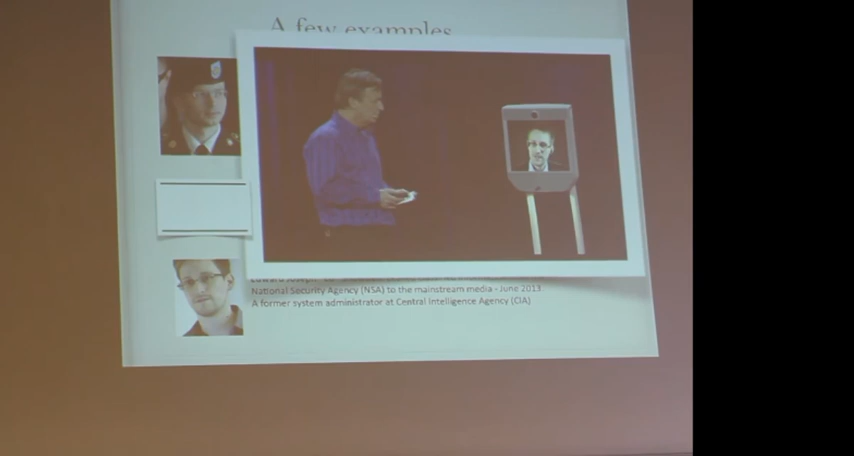 A few examples
National Security Agency (NSA) to the mainstream media - June 2013
A former system administrator at Central Intelligence Agency (CIA)